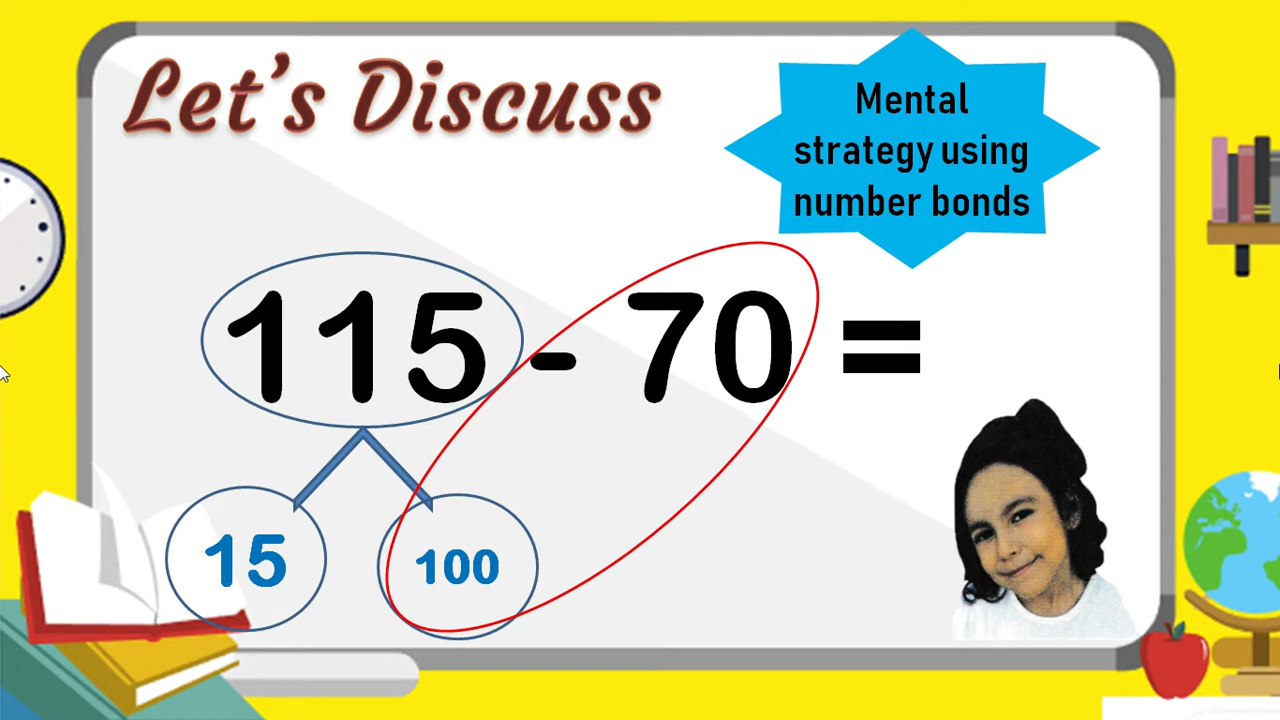 Let's Discuss
Mental
strategy using
number bonds
115 - 70 =
15
100